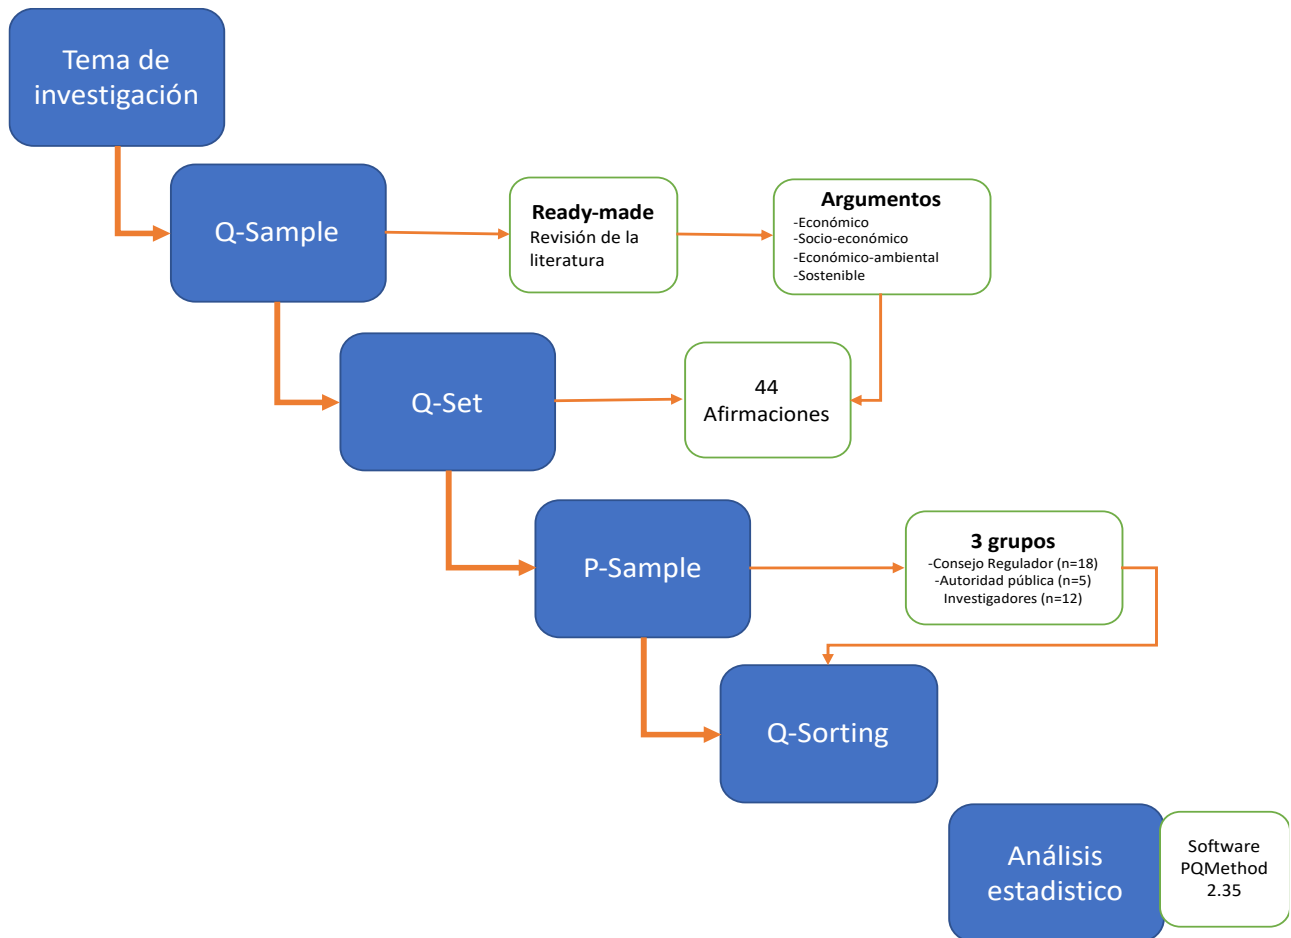 Tema de
investigación
Q-Sample
Ready-made
Revisión de la
literatura
Argumentos
-Económico
-Socio-económico
-Económico-ambiental
-Sostenible
Q-Set
44
Afirmaciones
P-Sample
3 grupos
-Consejo Regulador (n=18)
-Autoridad pública (n=5)
Investigadores (n=12)
Q-Sorting
Análisis
estadistico
Software
PQMethod
2.35